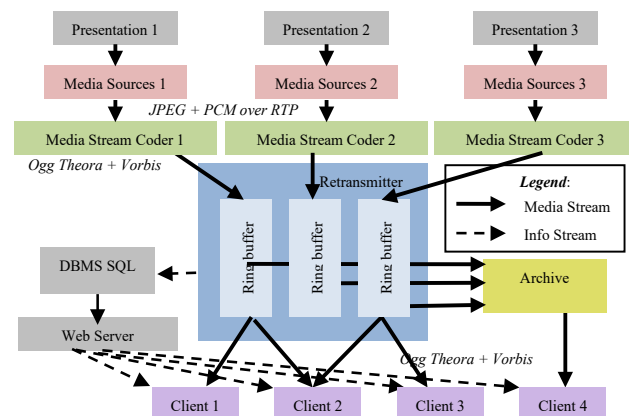 Presentation 1
Presentation 2
Presentation 3
Media Sources 1
Media Sources 2
Media Sources 3
JPEG + PCM over RTP
Media Stream Coder 1
Media Stream Coder 2
Media Stream Coder 3
Ogg Theora + Vorbis
Retransmitter
Legend:
Media Stream
Info Stream
Ring buffer
Ring buffer
Ring buffer
DBMS SQL
Archive
Web Server
Ogg Theora + Vorbis
Client 1
Client 2
Client 3
Client 4